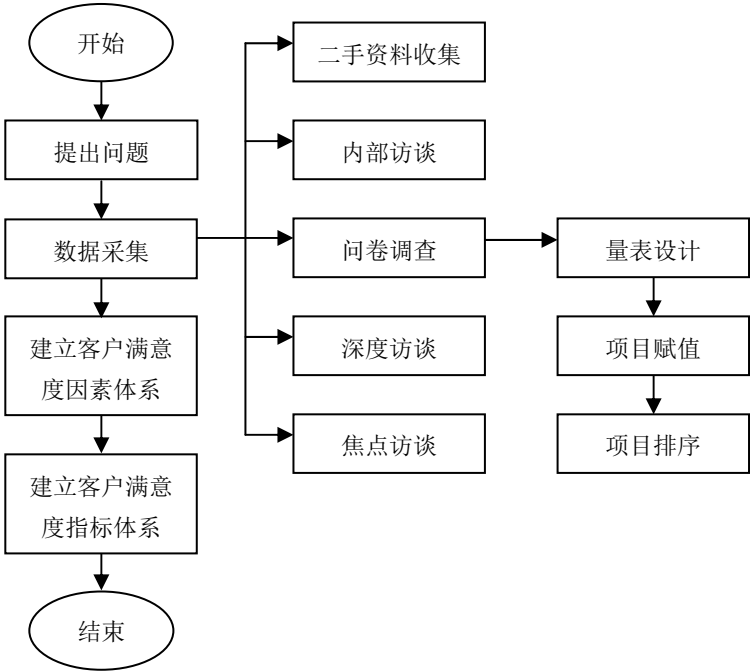 开始
提出问题
数据采集
建立客户满意
度因素体系
建立客户满意
度指标体系
结束
二手资料收集
内部访谈
问卷调查
深度访谈
焦点访谈
量表设计
项目赋值
项目排序